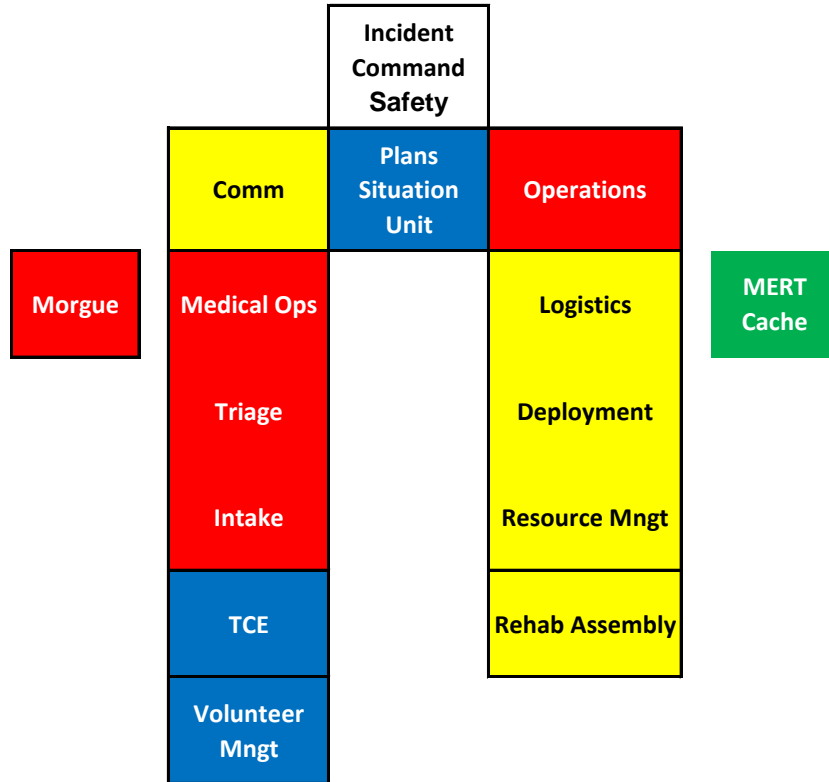 Incident
Command
Safety
Comm
Plans
Situation
Unit
Operations
Morgue
Medical Ops
Logistics
MERT
Cache
Triage
Deployment
Intake
Resource Mngt
TCE
Rehab Assembly
Volunteer
Mngt